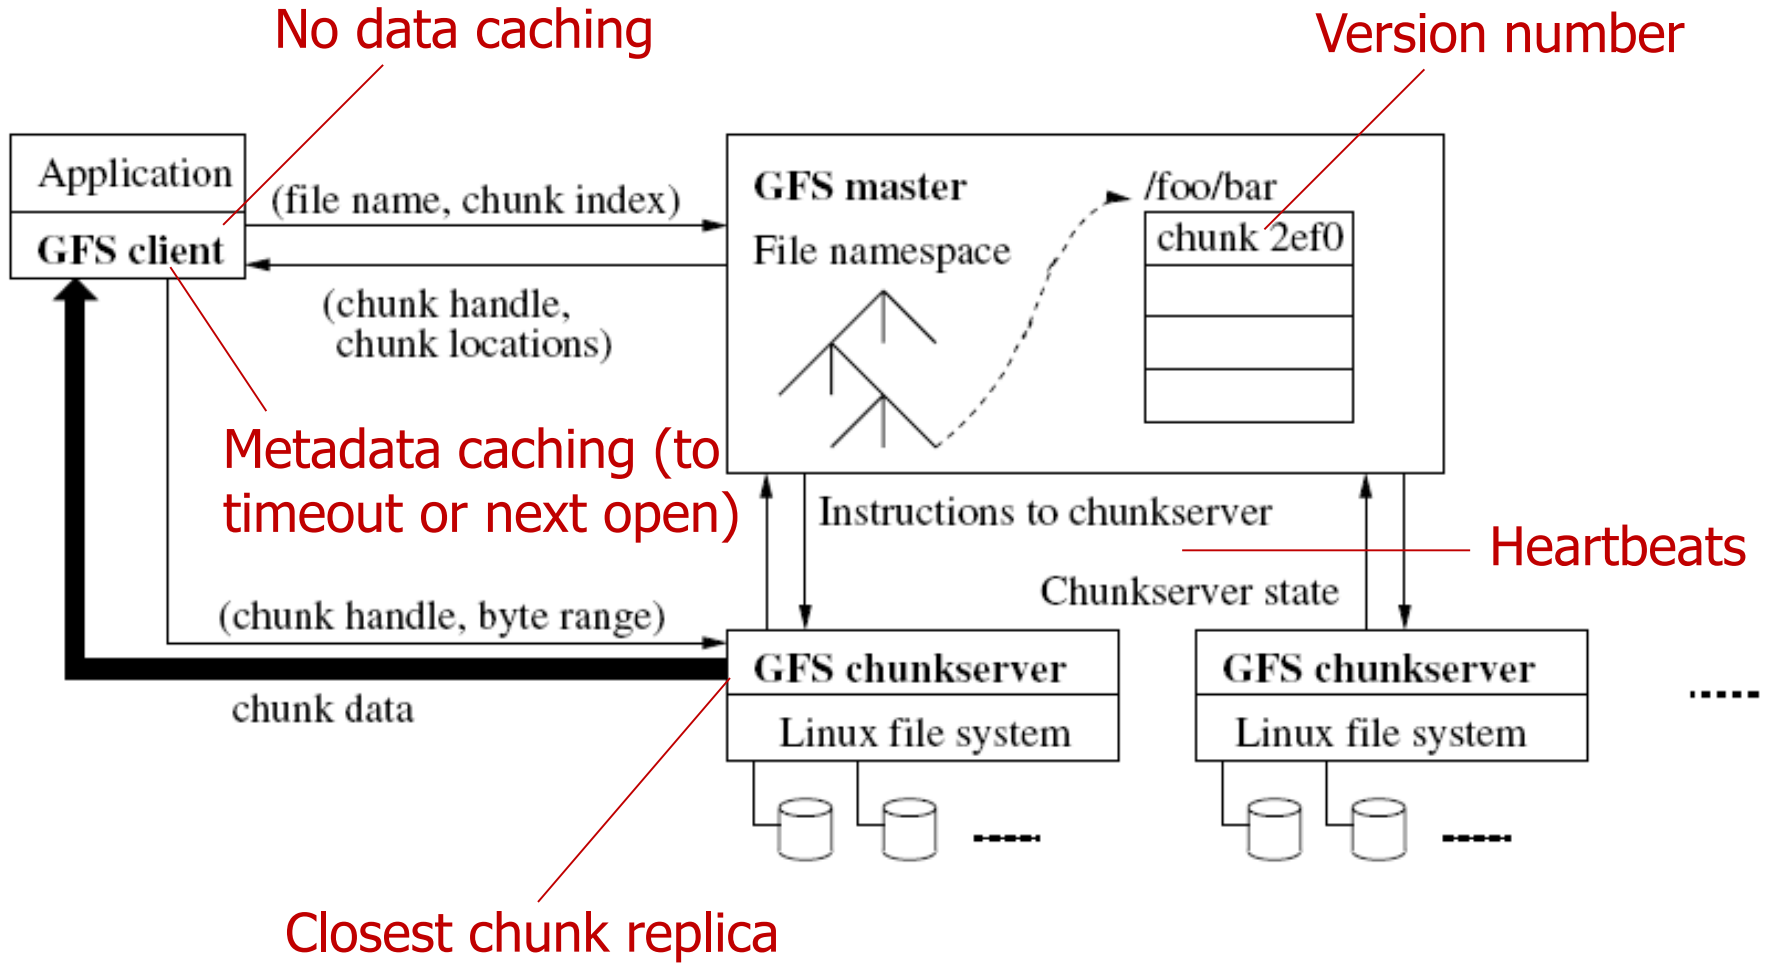 No data caching
Version number
Application
GFS client
(file name, chunk index)
(chunk handle,
chunk locations)
GFS master
File namespace
/foo/bar
chunk 2ef0
Metadata caching (to
timeout or next open)
Instructions to chunkserver
Heartbeats
Chunkserver state
(chunk handle, byte range)
chunk data
GFS chunkserver
Linux file system
GFS chunkserver
Linux file system
Closest chunk replica